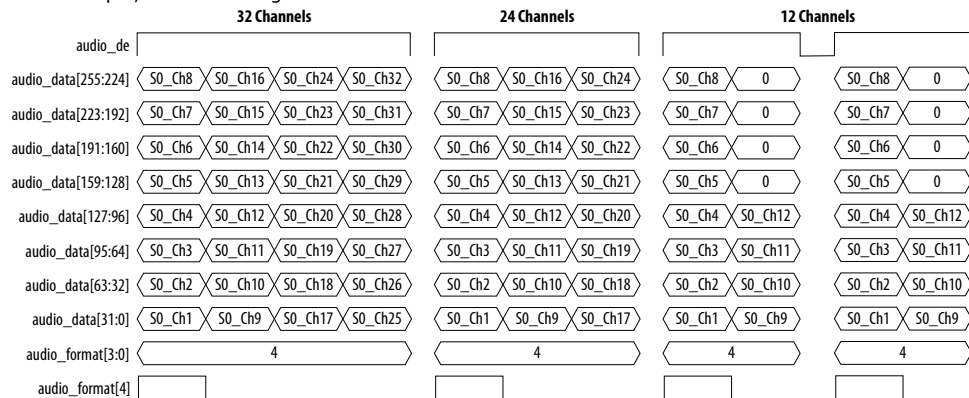 32 Channels 24 Channels 12 Channels
audio_de
audio_data[255:224] S0_Ch8 S0_Ch16 S0_Ch24 S0_Ch32 S0_Ch8 S0_Ch16 S0_Ch24 S0_Ch8 0 S0_Ch8 0
audio_data[223:192] S0_Ch7 S0_Ch15 S0_Ch23 S0_Ch31 S0_Ch7 S0_Ch15 S0_Ch23 S0_Ch7 0 S0_Ch7 0
audio_data[191:160] S0_Ch6 S0_Ch14 S0_Ch22 S0_Ch30 S0_Ch6 S0_Ch14 S0_Ch22 S0_Ch6 0 S0_Ch6 0
audio_data[159:128] S0_Ch5 S0_Ch13 S0_Ch21 S0_Ch29 S0_Ch5 S0_Ch13 S0_Ch21 S0_Ch5 0 S0_Ch5 0
audio_data[127:96] S0_Ch4 S0_Ch12 S0_Ch20 S0_Ch28 S0_Ch4 S0_Ch12 S0_Ch20 S0_Ch4 S0_Ch12 S0_Ch4 S0_Ch12
audio_data[95:64] S0_Ch3 S0_Ch11 S0_Ch19 S0_Ch27 S0_Ch3 S0_Ch11 S0_Ch19 S0_Ch3 S0_Ch11 S0_Ch3 S0_Ch11
audio_data[63:32] S0_Ch2 S0_Ch10 S0_Ch18 S0_Ch26 S0_Ch2 S0_Ch10 S0_Ch18 S0_Ch2 S0_Ch10 S0_Ch2 S0_Ch10
audio_data[31:0] S0_Ch1 S0_Ch9 S0_Ch17 S0_Ch25 S0_Ch1 S0_Ch9 S0_Ch17 S0_Ch1 S0_Ch9 S0_Ch1 S0_Ch9
audio_format[3:0] 4 4 4 4
audio_format[4]